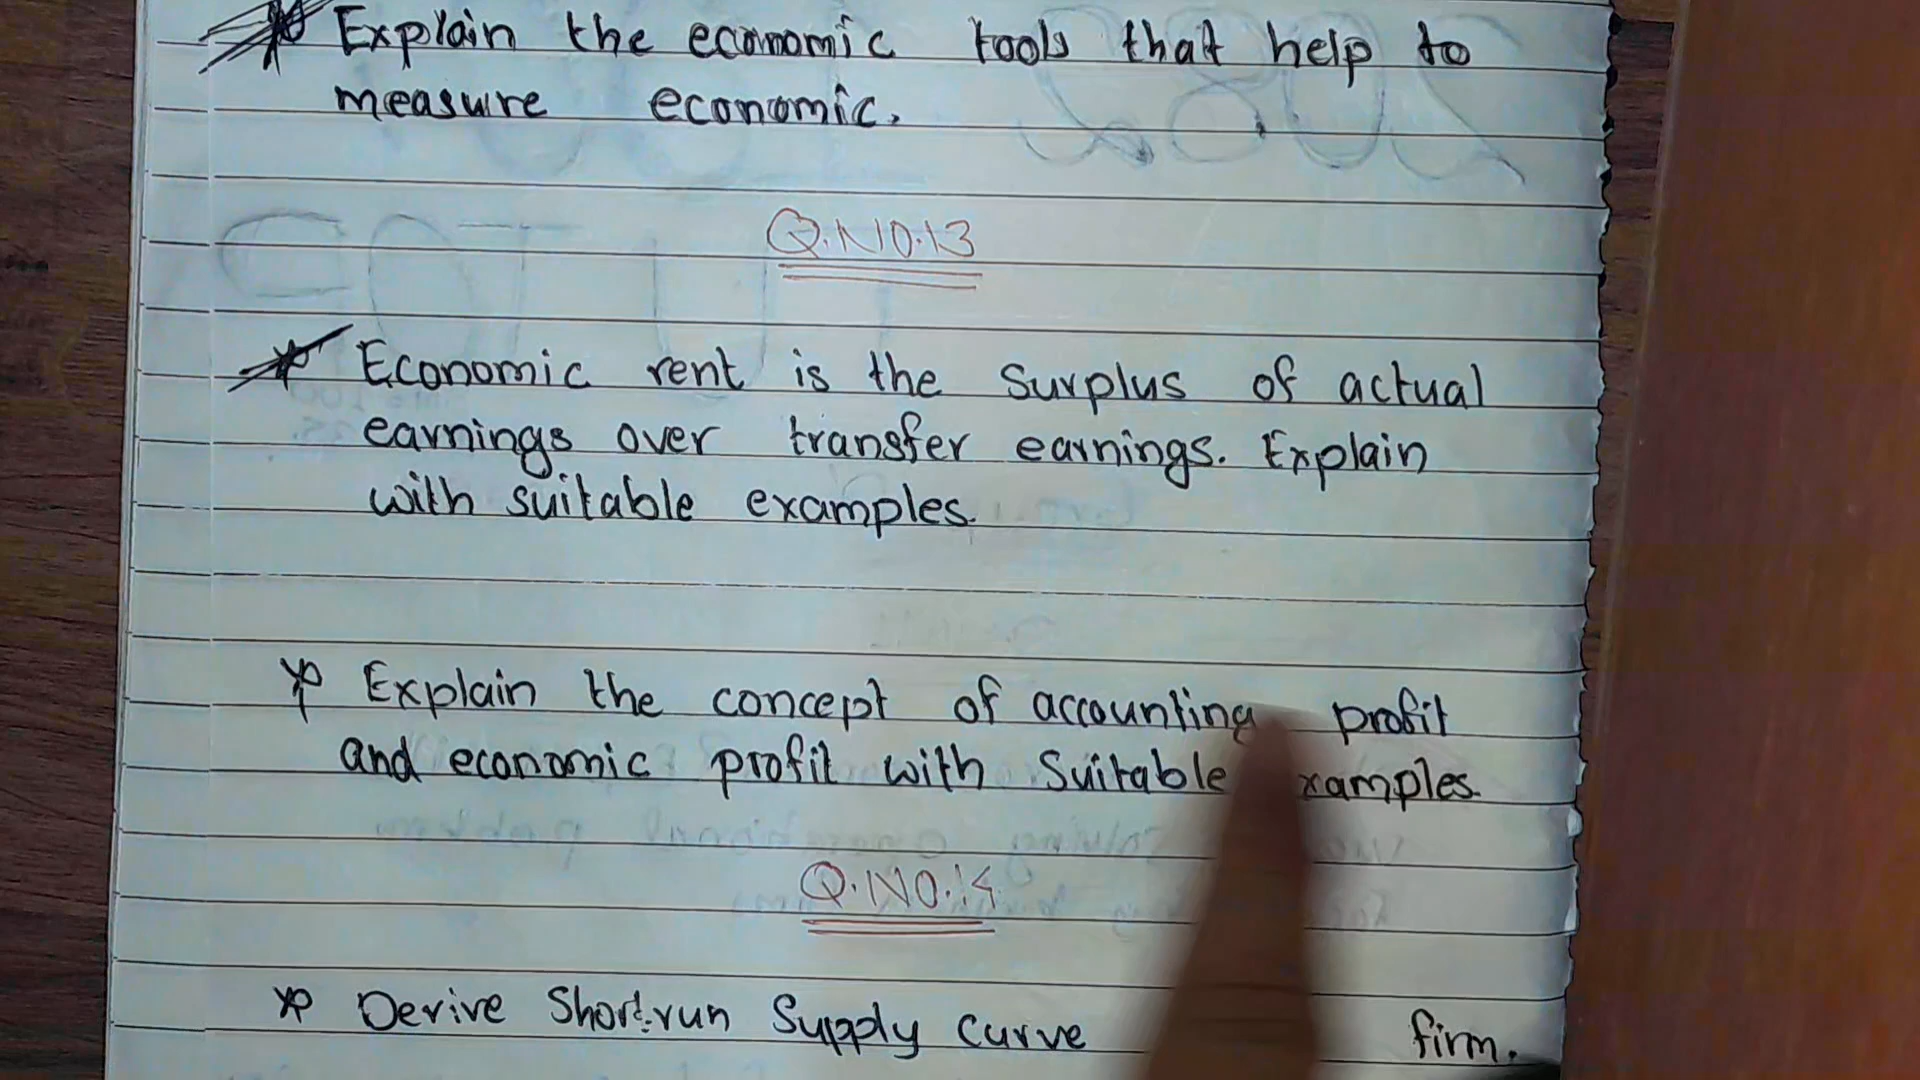 Explain the economic tools that help to
measure economic.
Q.NO.13
Economic rent is the surplus of actual
earnings over transfer earnings. Explain
with suitable examples.
Explain the concept of accounting profit
and economic profit with suitable xamples.
Q.NO.14
Derive Short-run Supply curve firm.